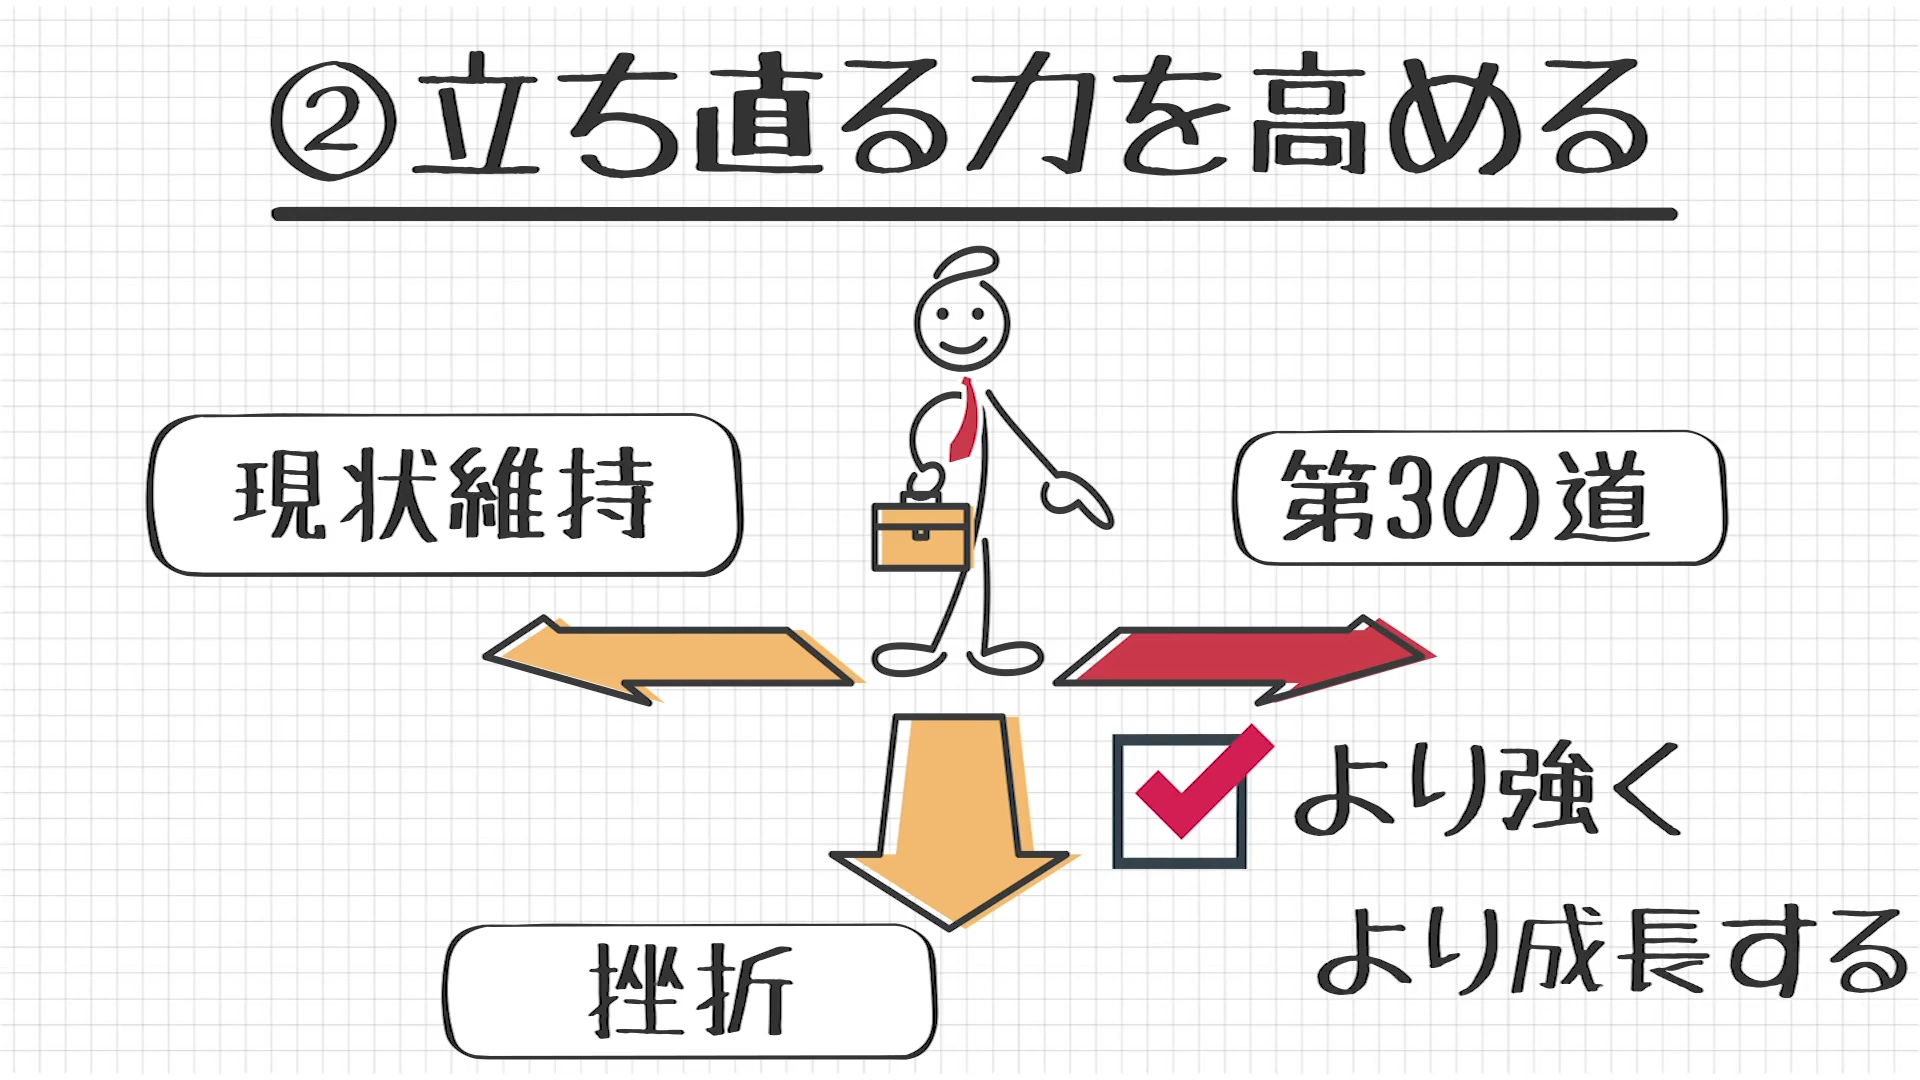 ②立ち直る力を高める
現状維持
第3の道
より強く
より成長する
挫折